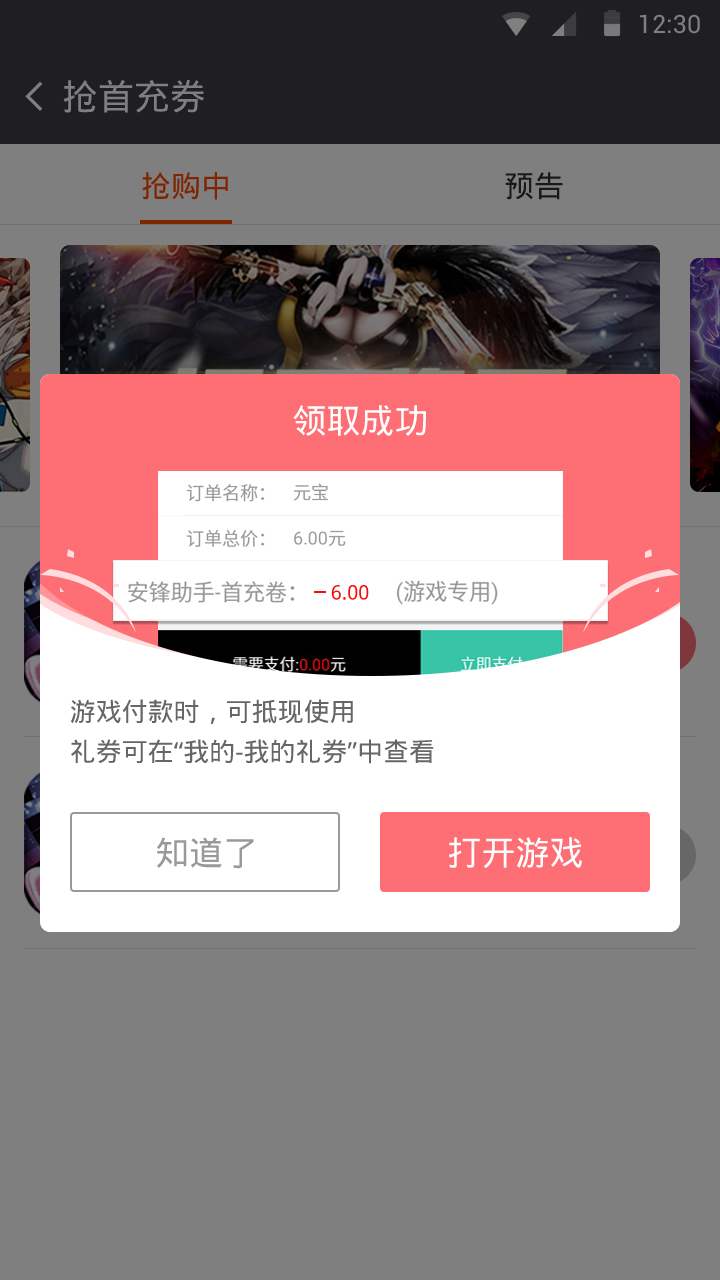 12:30
抢首充券
抢购中
预告
领取成功
订单名称： 元宝
订单总价： 6.00元
安锋助手-首充卷： －6.00 （游戏专用）
需要支付:0.00元
立即支付
游戏付款时，可抵现使用
礼券可在“我的-我的礼券”中查看
知道了
打开游戏